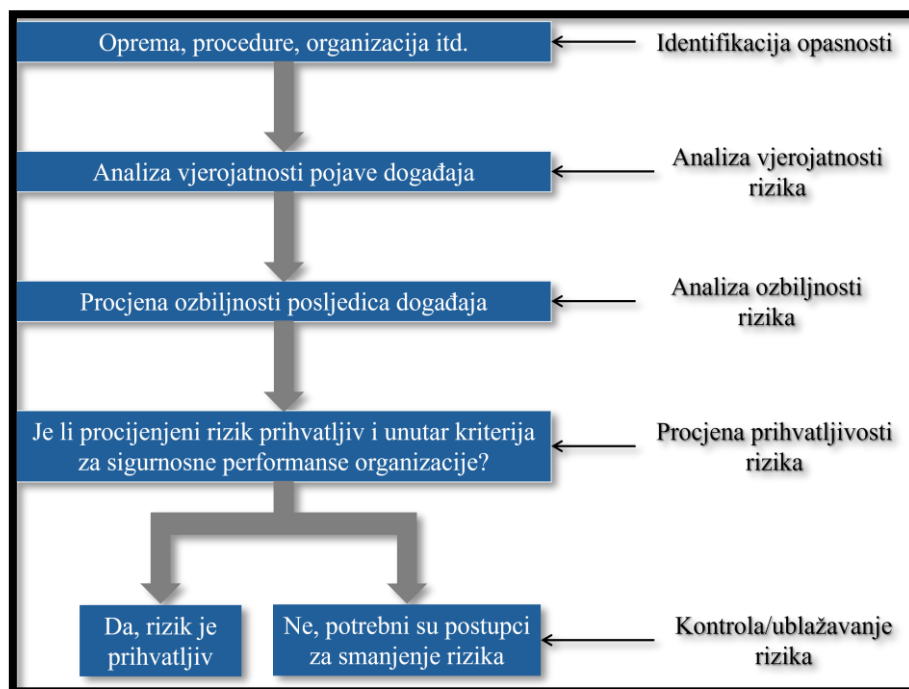 Oprema, procedure, organizacija itd.
Identifikacija opasnosti
Analiza vjerojatnosti pojave događaja
Analiza vjerojatnosti
rizika
Procjena ozbiljnosti posljedica događaja
Analiza ozbiljnosti
rizika
Je li procijenjeni rizik prihvatljiv i unutar kriterija
za sigurnosne performanse organizacije?
Procjena prihvatljivosti
rizika
Da, rizik je
prihvatljiv
Ne, potrebni su postupci
za smanjenje rizika
Kontrola/ublažavanje
rizika